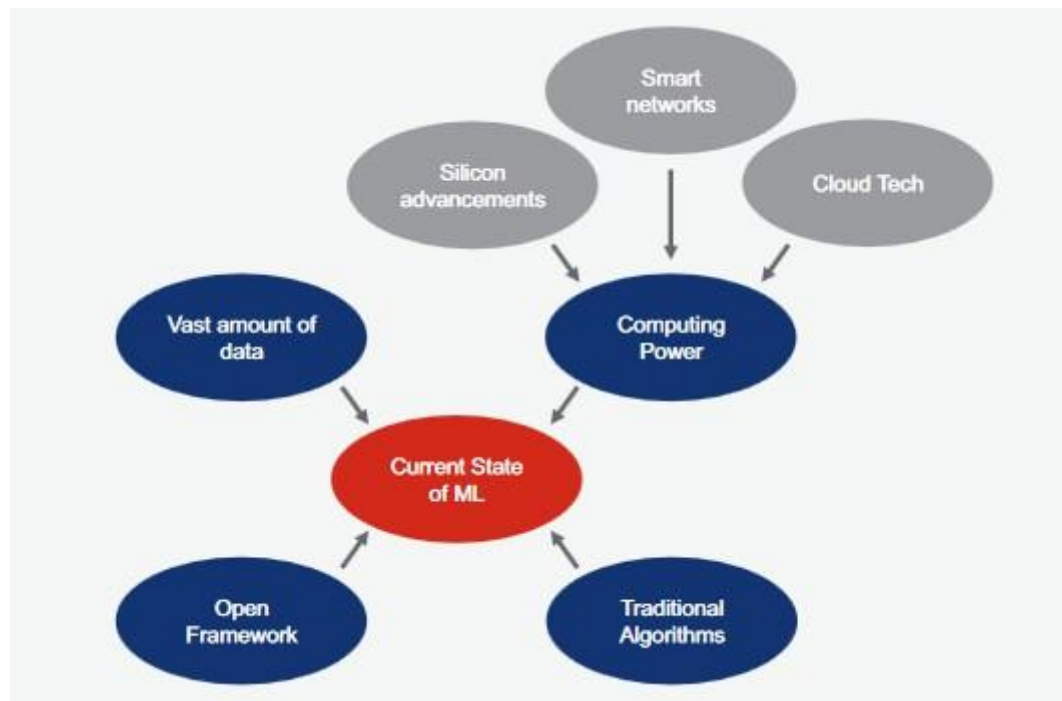 Smart
networks
Silicon
advancements
Cloud Tech
Vast amount of
data
Computing
Power
Current State
of ML
Open
Framework
Traditional
Algorithms